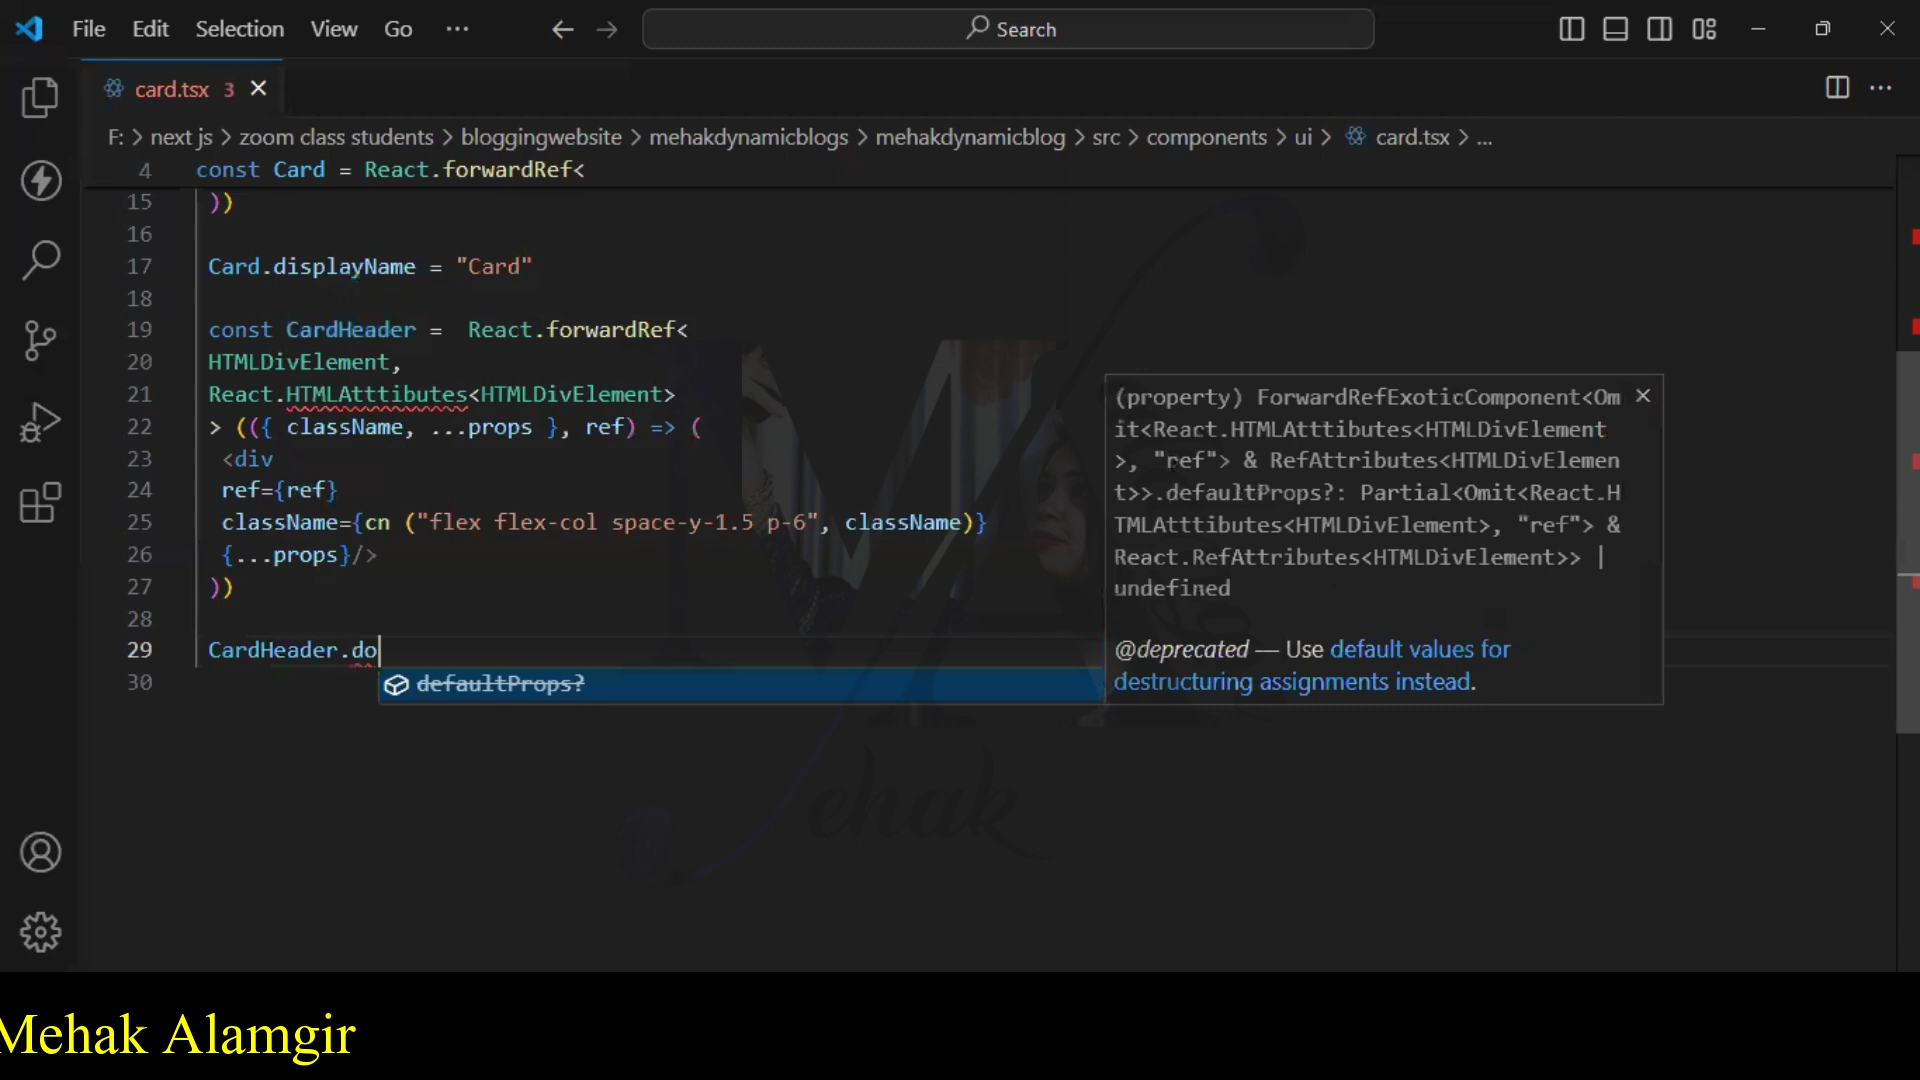 File Edit Selection View Go ··· Search
card.tsx 3
F: > next js > zoom class students > bloggingwebsite > mehakdynamicblogs > mehakdynamicblog > src > components > ui > card.tsx > ...
4 const Card = React.forwardRef<
15 ))
16
17 Card.displayName = "Card"
18
19 const CardHeader =  React.forwardRef<
20 HTMLDivElement,
21 React.HTMLAtttibutes<HTMLDivElement>
22 > (({ className, ...props }, ref) => (
23 <div
24 ref={ref}
25 className={cn ("flex flex-col space-y-1.5 p-6", className)}
26 {...props}/>
27 ))
28
29 CardHeader.do
30
defaultProps?
(property) ForwardRefExoticComponent<Om
it<React.HTMLAtttibutes<HTMLDivElement
>, "ref"> & RefAttributes<HTMLDivElemen
t>>.defaultProps?: Partial<Omit<React.H
TMLAtttibutes<HTMLDivElement>, "ref"> &
React.RefAttributes<HTMLDivElement>> |
undefined
@deprecated — Use default values for
destructuring assignments instead.
ehak
Mehak Alamgir